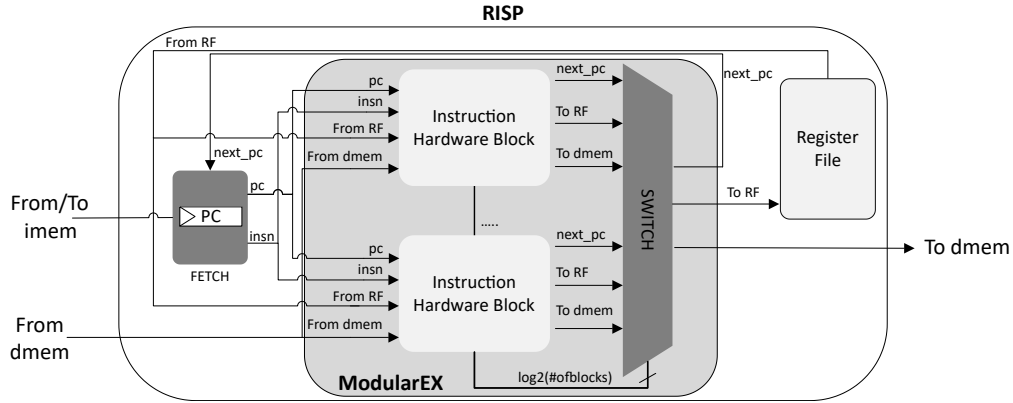 RISP
From RF
next_pc
pc
insn
From RF
From dmem
Instruction
Hardware Block
next_pc
To RF
To dmem
Register
File
next_pc
pc
PC
insn
FETCH
From/To
imem
SWITCH
To RF
.....
pc
insn
From RF
From dmem
Instruction
Hardware Block
next_pc
To RF
To dmem
To dmem
From
dmem
ModularEX
log2(#ofblocks)